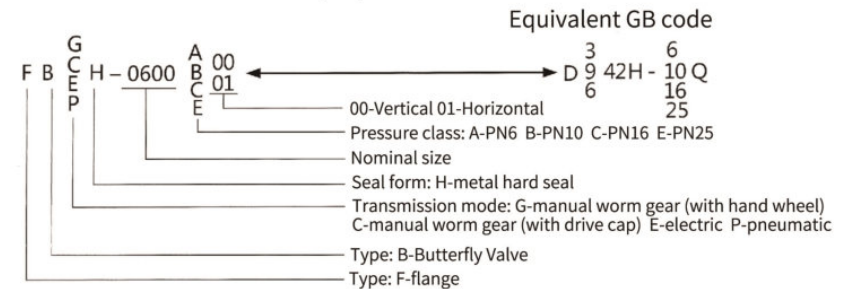 Equivalent GB code
F B G C E P H - 0600 A B C E 00 01
D 3 9 6 42H - 6 10 16 25 Q
00-Vertical 01-Horizontal
Pressure class: A-PN6 B-PN10 C-PN16 E-PN25
Nominal size
Seal form: H-metal hard seal
Transmission mode: G-manual worm gear (with hand wheel)
C-manual worm gear (with drive cap) E-electric P-pneumatic
Type: B-Butterfly Valve
Type: F-flange